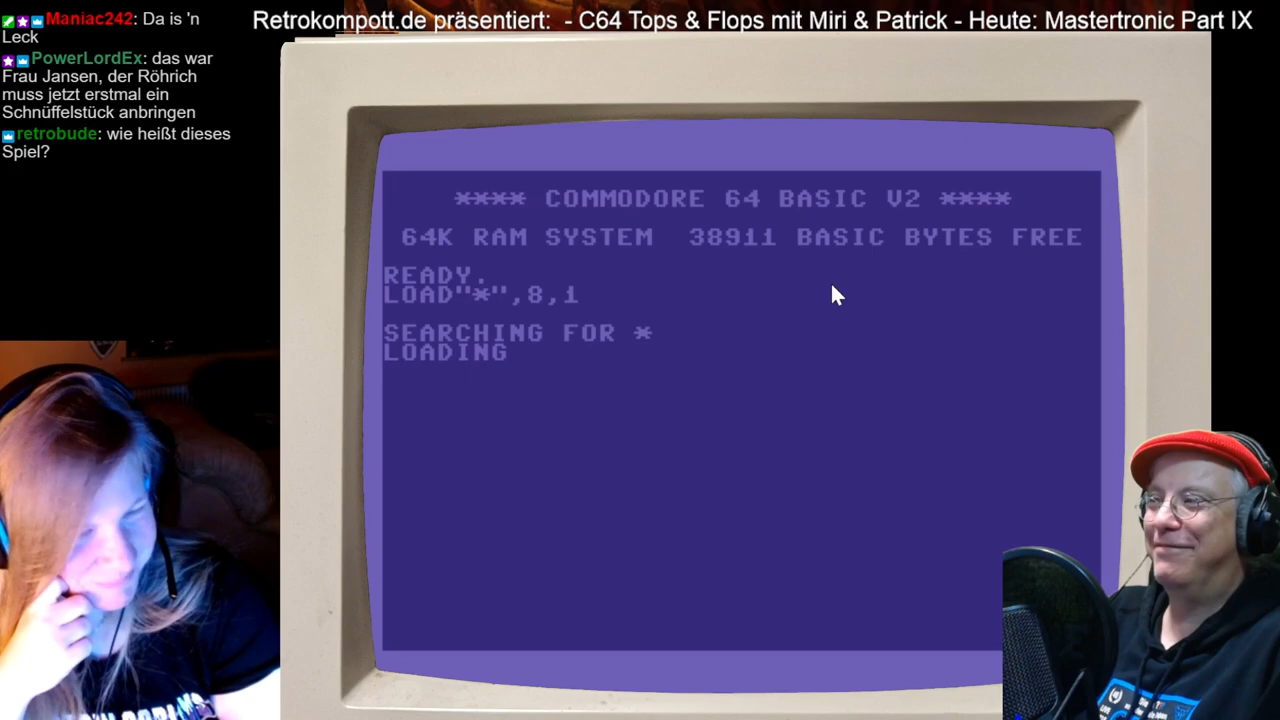 Retrokompott.de präsentiert:  - C64 Tops & Flops mit Miri & Patrick - Heute: Mastertronic Part IX
Maniac242: Da is 'n
Leck
PowerLordEx: das war
Frau Jansen, der Röhrich
muss jetzt erstmal ein
Schnüffelstück anbringen
retrobude: wie heißt dieses
Spiel?
**** COMMODORE 64 BASIC V2 ****
64K RAM SYSTEM  38911 BASIC BYTES FREE
READY.
LOAD"*",8,1
SEARCHING FOR *
LOADING